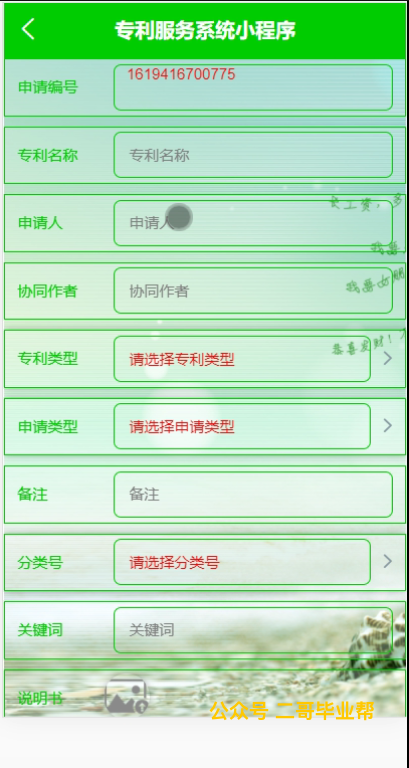 专利服务系统小程序
申请编号 1619416700775
专利名称 专利名称
申请人 申请人
协同作者 协同作者
专利类型 请选择专利类型
申请类型 请选择申请类型
备注 备注
分类号 请选择分类号
关键词 关键词
说明书
公众号 二哥毕业帮